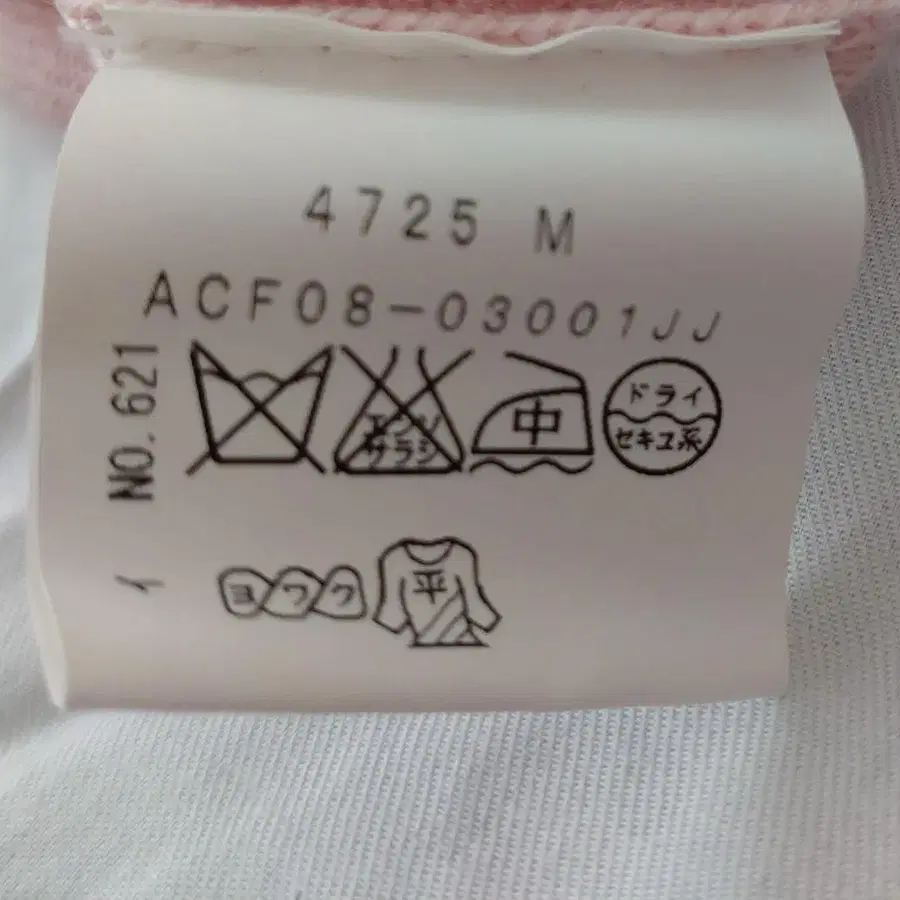 4725 M
ACF08-03001JJ
NO.621
エンソ
サラシ
中
ドライ
セキユ系
イ
ヨワク
平